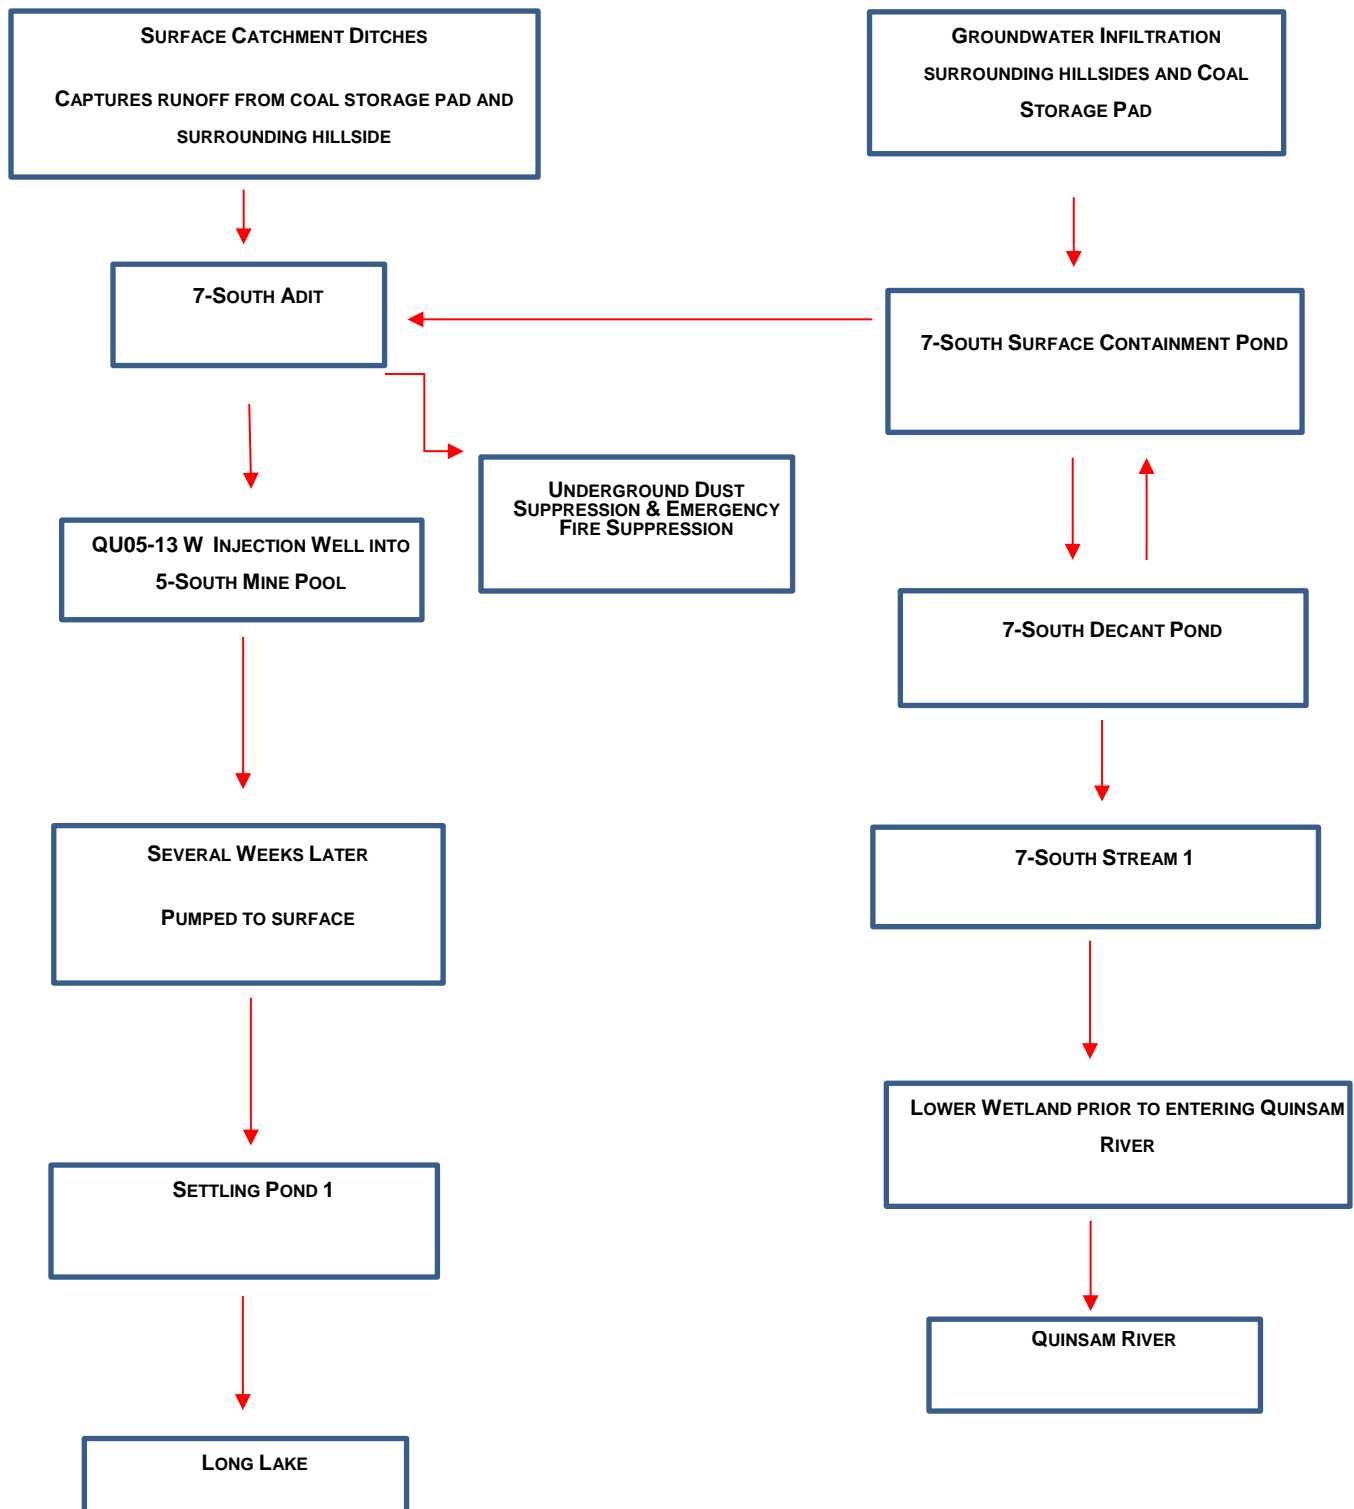 Surface Catchment Ditches
Captures runoff from coal storage pad and
surrounding hillside
Groundwater Infiltration
surrounding hillsides and Coal
Storage Pad
7-South Adit
7-South Surface Containment Pond
Underground Dust
Suppression & Emergency
Fire Suppression
QU05-13 W Injection Well into
5-South Mine Pool
7-South Decant Pond
Several Weeks Later
Pumped to surface
7-South Stream 1
Lower Wetland prior to entering Quinsam
River
Settling Pond 1
Quinsam River
Long Lake